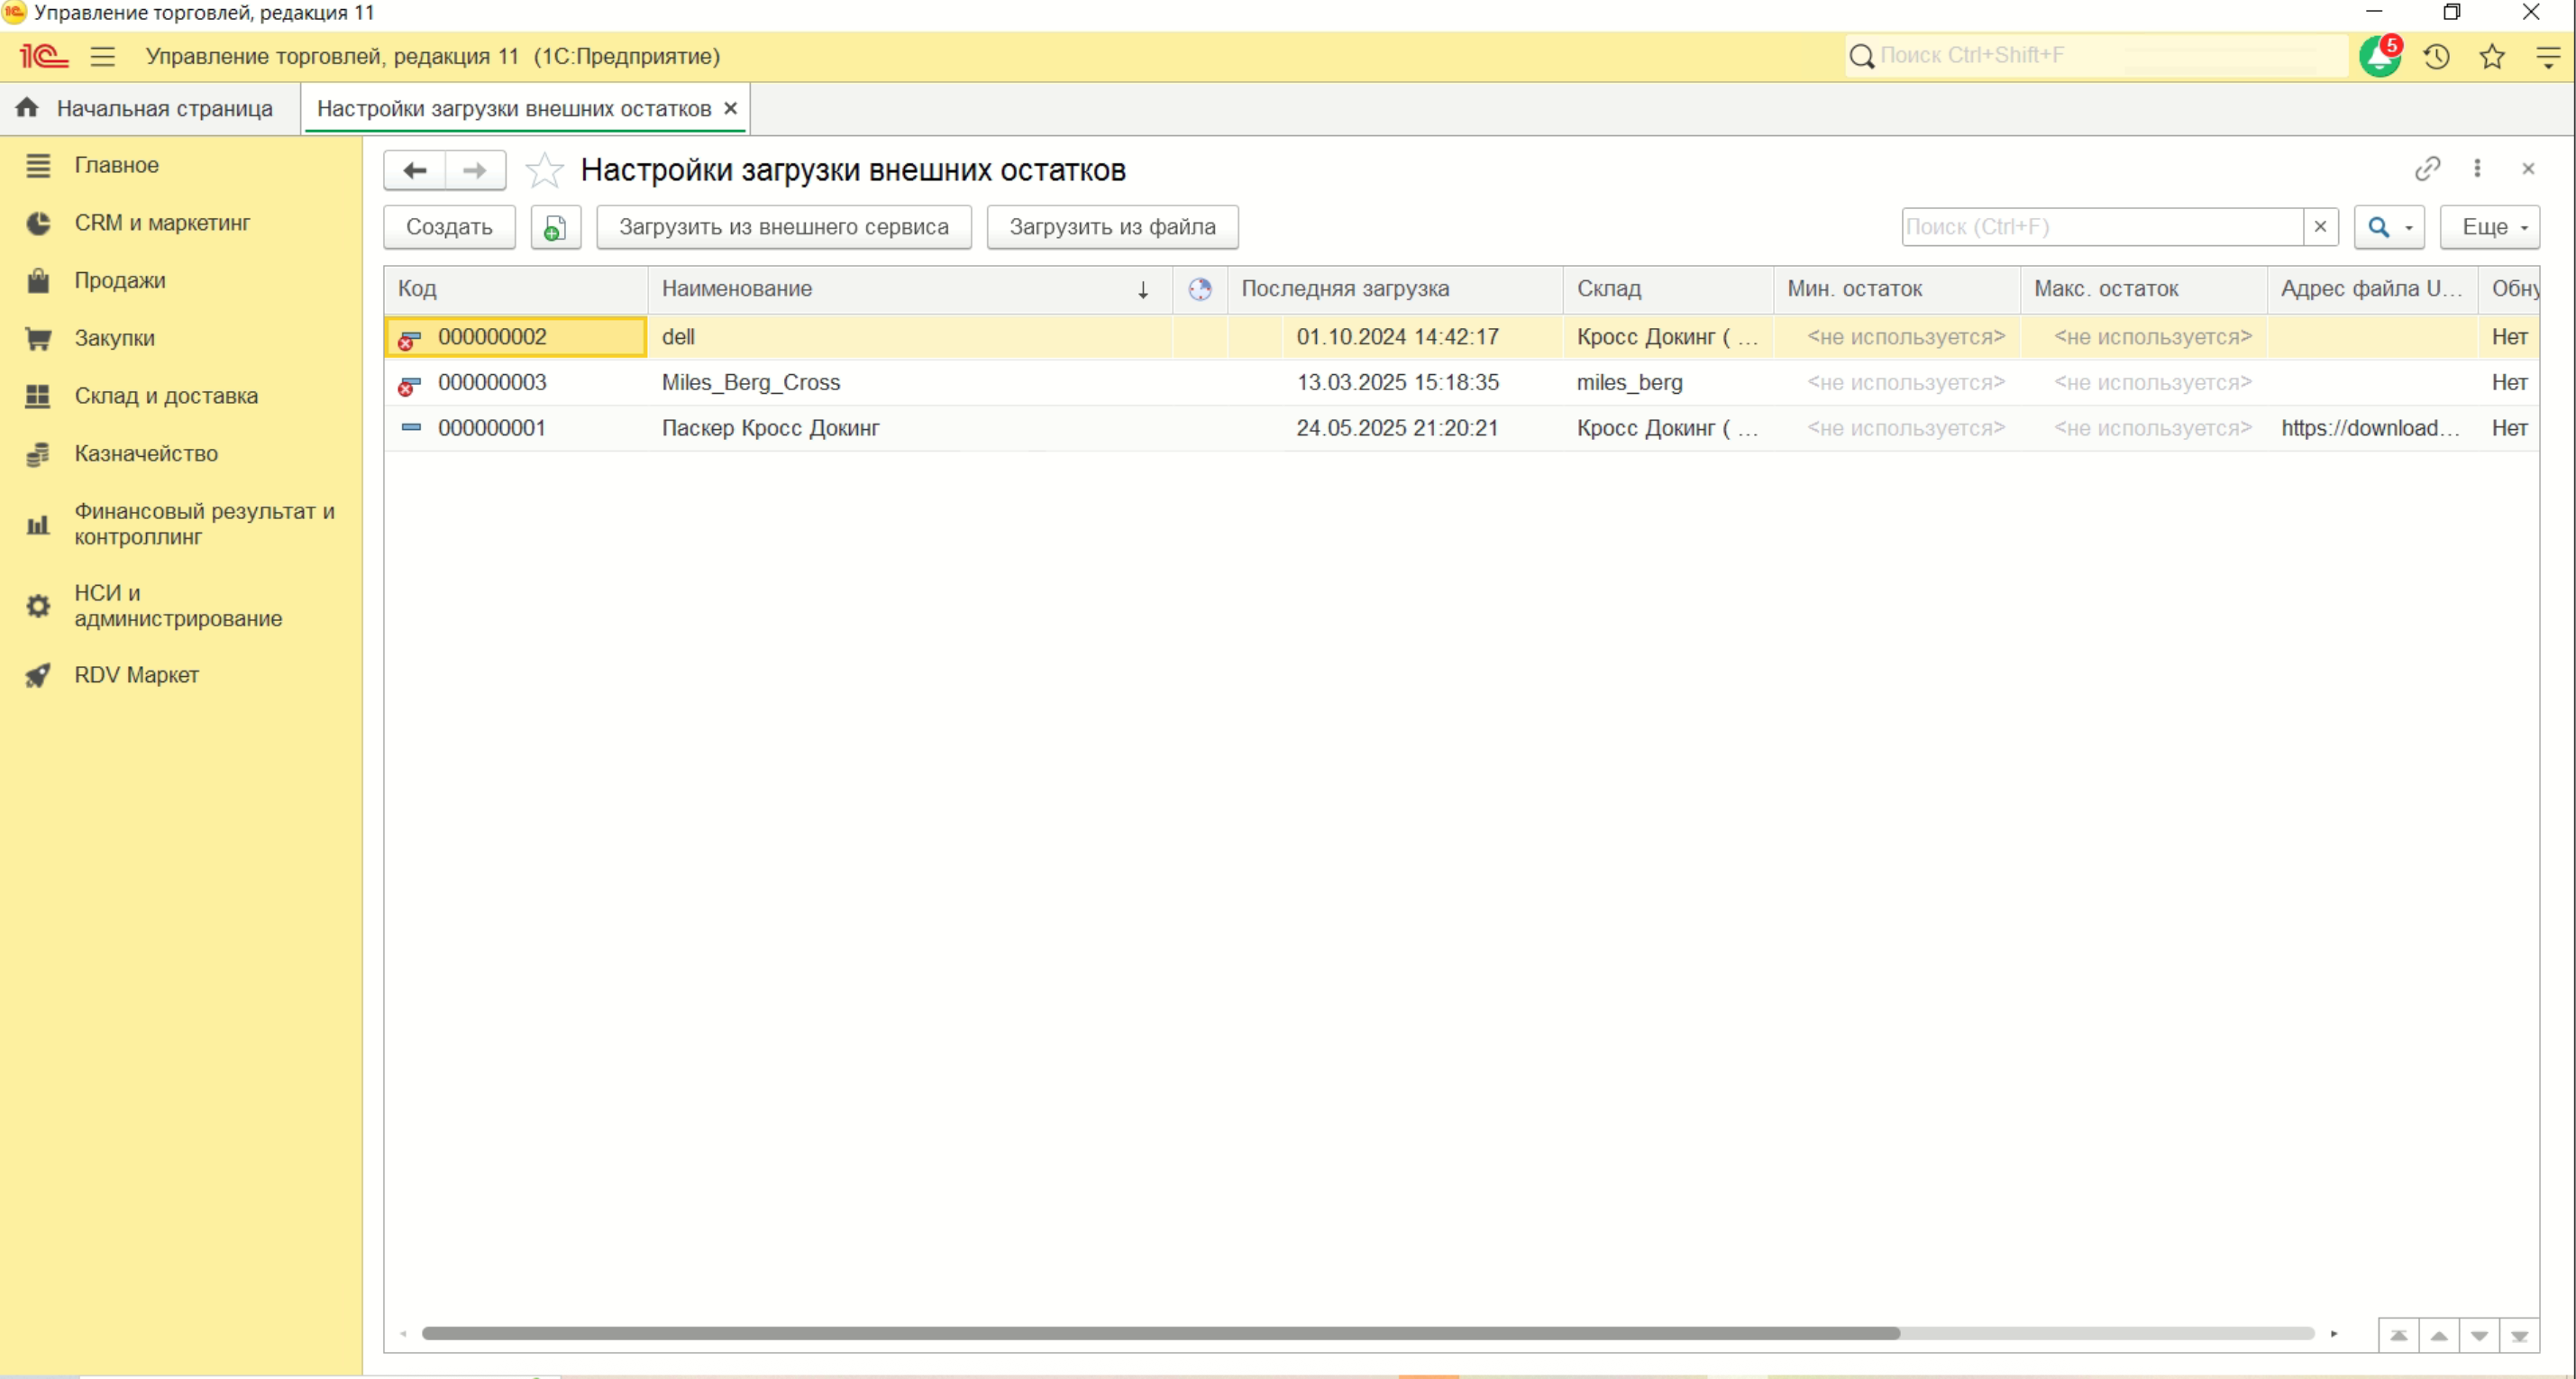 Управление торговлей, редакция 11
1С Управление торговлей, редакция 11 (1С:Предприятие) Поиск Ctrl+Shift+F 5
Начальная страница Настройки загрузки внешних остатков
Главное
CRM и маркетинг
Продажи
Закупки
Склад и доставка
Казначейство
Финансовый результат и
контроллинг
НСИ и
администрирование
RDV Маркет
Настройки загрузки внешних остатков
Создать Загрузить из внешнего сервиса Загрузить из файла Поиск (Ctrl+F) Еще
Код Наименование Последняя загрузка Склад Мин. остаток Макс. остаток Адрес файла U... Обну
000000002 dell 01.10.2024 14:42:17 Кросс Докинг ( ... <не используется> <не используется> Нет
000000003 Miles_Berg_Cross 13.03.2025 15:18:35 miles_berg <не используется> <не используется> Нет
000000001 Паскер Кросс Докинг 24.05.2025 21:20:21 Кросс Докинг ( ... <не используется> <не используется> https://download... Нет